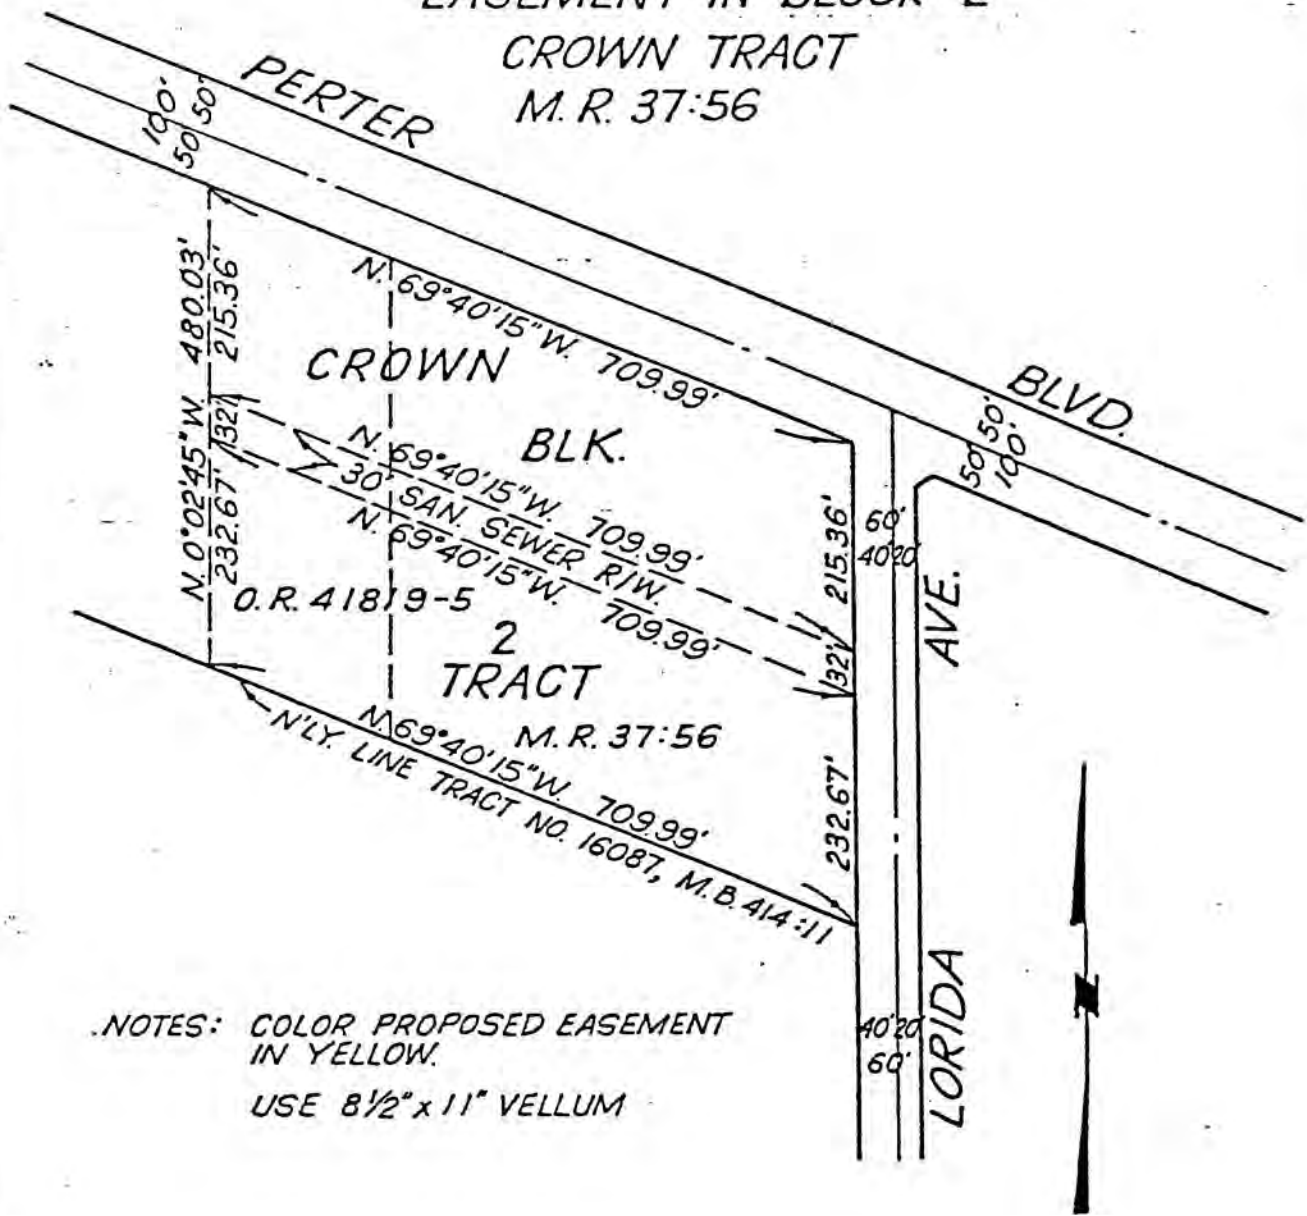 EASEMENT IN BLOCK 2
CROWN TRACT
M. R. 37:56
PERTER
BLVD.
100'
50' 50'
N. 69°40'15"W. 709.99'
N. 0°02'45"W. 480.03'
215.36'
32'
232.67'
CROWN
BLK.
N. 69°40'15"W. 709.99'
30' SAN. SEWER R/W.
N. 69°40'15"W. 709.99'
O.R. 41819-5
2
TRACT
M. R. 37:56
N.69°40'15"W. 709.99'
N'LY. LINE TRACT NO. 16087, M.B. 414:11
215.36'
32'
232.67'
60'
40' 20'
50' 50'
100'
AVE.
LORIDA
40' 20'
60'
N
NOTES: COLOR PROPOSED EASEMENT
IN YELLOW.
USE 8½" x 11" VELLUM